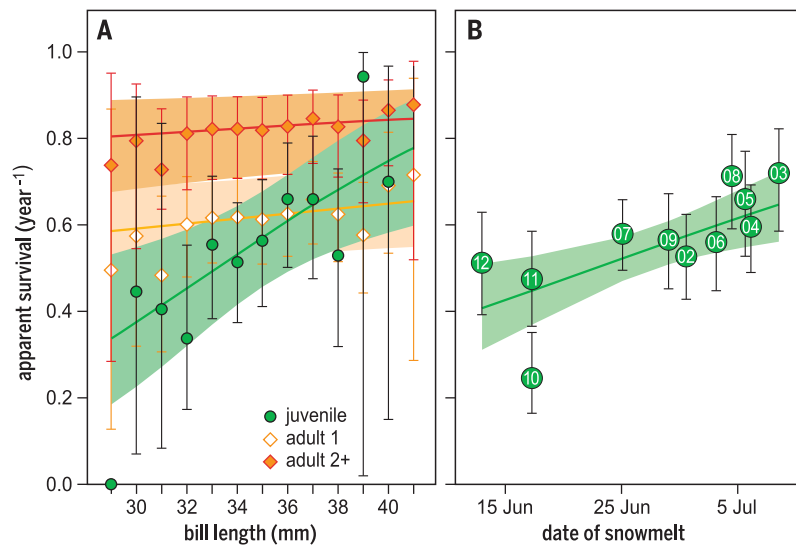 A
B
apparent survival (year⁻¹)
1.0
0.8
0.6
0.4
0.2
0.0
juvenile
adult 1
adult 2+
30 32 34 36 38 40
bill length (mm)
12
11
10
07
09
02
06
08
05
04
03
15 Jun 25 Jun 5 Jul
date of snowmelt